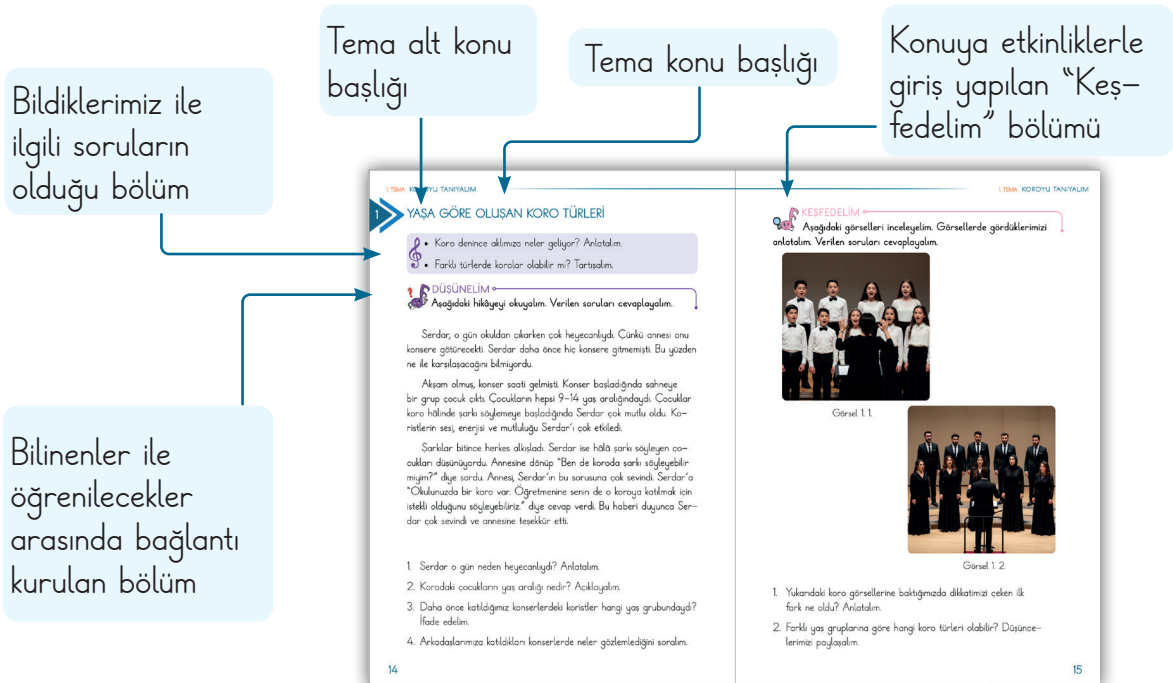 Tema alt konu
başlığı
Tema konu başlığı
Konuya etkinliklerle
giriş yapılan “Keş-
fedelim” bölümü
Bildiklerimiz ile
ilgili soruların
olduğu bölüm
Bilinenler ile
öğrenilecekler
arasında bağlantı
kurulan bölüm
1. TEMA KOROYU TANIYALIM
1 YAŞA GÖRE OLUŞAN KORO TÜRLERİ
• Koro denince aklımıza neler geliyor? Anlatalım.
• Farklı türlerde korolar olabilir mi? Tartışalım.
DÜŞÜNELİM
Aşağıdaki hikâyeyi okuyalım. Verilen soruları cevaplayalım.
Serdar, o gün okuldan çıkarken çok heyecanlıydı. Çünkü annesi onu
konsere götürecekti. Serdar daha önce hiç konsere gitmemişti. Bu yüzden
ne ile karşılaşacağını bilmiyordu.
Akşam olmuş, konser saati gelmişti. Konser başladığında sahneye
bir grup çocuk çıktı. Çocukların hepsi 9-14 yaş aralığındaydı. Çocuklar
koro hâlinde şarkı söylemeye başladığında Serdar çok mutlu oldu. Ko-
ristlerin sesi, enerjisi ve mutluluğu Serdar’ı çok etkiledi.
Şarkılar bitince herkes alkışladı. Serdar ise hâlâ şarkı söyleyen ço-
cukları düşünüyordu. Annesine dönüp “Ben de koroda şarkı söyleyebilir
miyim?” diye sordu. Annesi, Serdar’ın bu sorusuna çok sevindi. Serdar’a
“Okulunuzda bir koro var. Öğretmenine senin de o koroya katılmak için
istekli olduğunu söyleyebiliriz.” diye cevap verdi. Bu haberi duyunca Ser-
dar çok sevindi ve annesine teşekkür etti.
1. Serdar o gün neden heyecanlıydı? Anlatalım.
2. Korodaki çocukların yaş aralığı nedir? Açıklayalım.
3. Daha önce katıldığımız konserlerdeki koristler hangi yaş grubundaydı?
İfade edelim.
4. Arkadaşlarımıza katıldıkları konserlerde neler gözlemlediğini soralım.
14
1. TEMA KOROYU TANIYALIM
KEŞFEDELİM
Aşağıdaki görselleri inceleyelim. Görsellerde gördüklerimizi
anlatalım. Verilen soruları cevaplayalım.
Görsel 1. 1.
Görsel 1. 2.
1. Yukarıdaki koro görsellerine baktığımızda dikkatimizi çeken ilk
fark ne oldu? Anlatalım.
2. Farklı yaş gruplarına göre hangi koro türleri olabilir? Düşünce-
lerimizi paylaşalım.
15